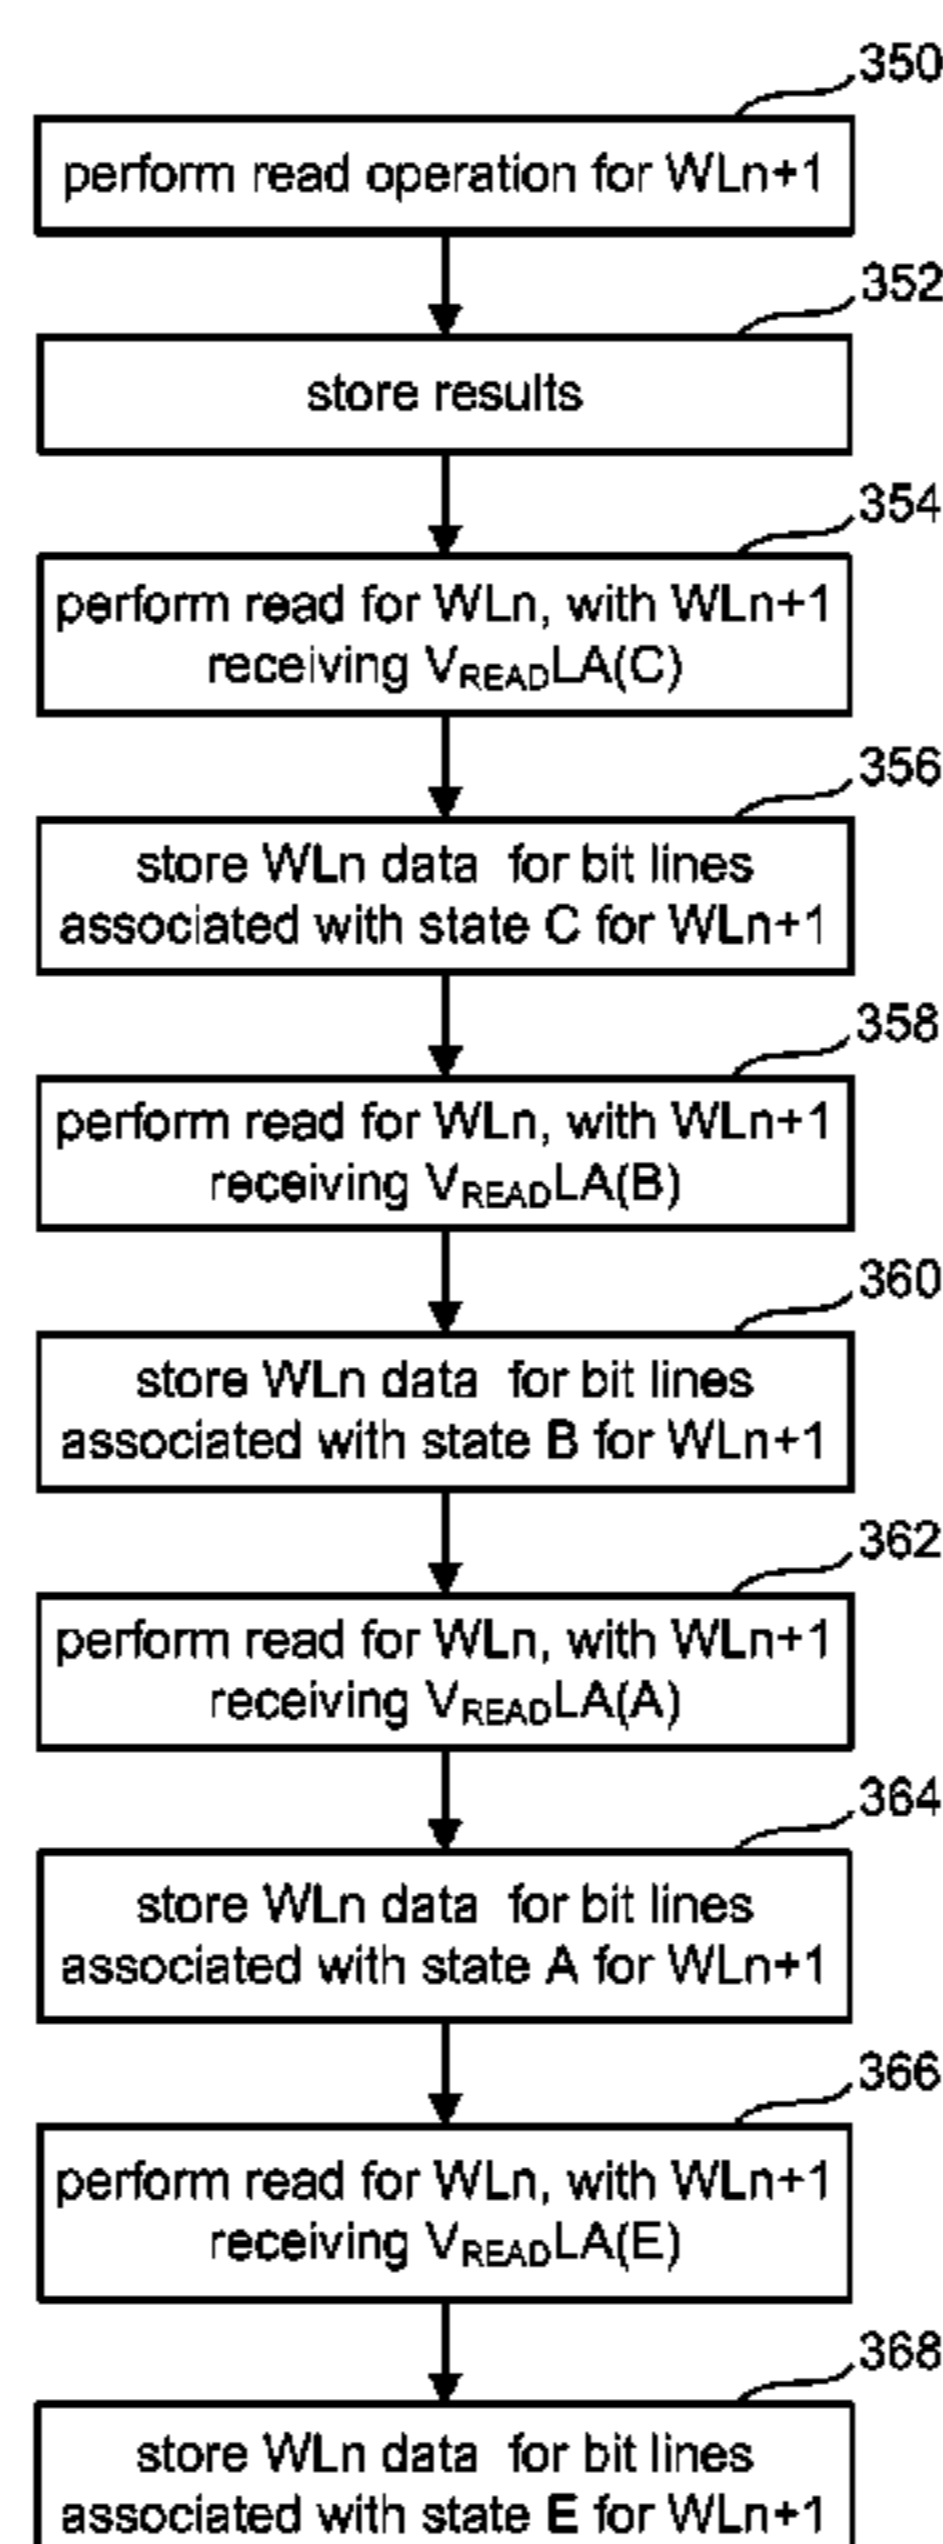 350
perform read operation for WLn+1
352
store results
354
perform read for WLn, with WLn+1
receiving VREADLA(C)
356
store WLn data for bit lines
associated with state C for WLn+1
358
perform read for WLn, with WLn+1
receiving VREADLA(B)
360
store WLn data for bit lines
associated with state B for WLn+1
362
perform read for WLn, with WLn+1
receiving VREADLA(A)
364
store WLn data for bit lines
associated with state A for WLn+1
366
perform read for WLn, with WLn+1
receiving VREADLA(E)
368
store WLn data for bit lines
associated with state E for WLn+1